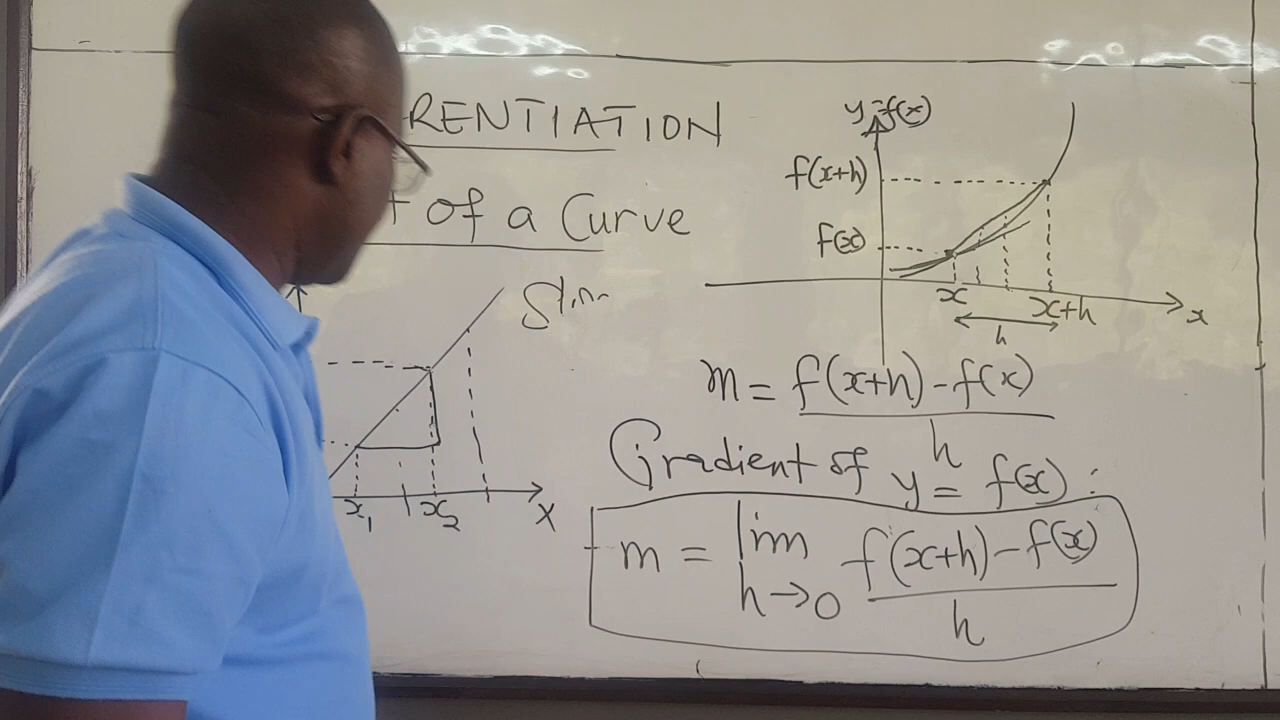 RENTIATION
of a Curve
x₁ x₂
X
y=f(x)
f(x+h)
f(x)
x x+h
x
h
m = f(x+h)-f(x)
h
Gradient of y = f(x):
m = lim f(x+h)-f(x)
h→0 h